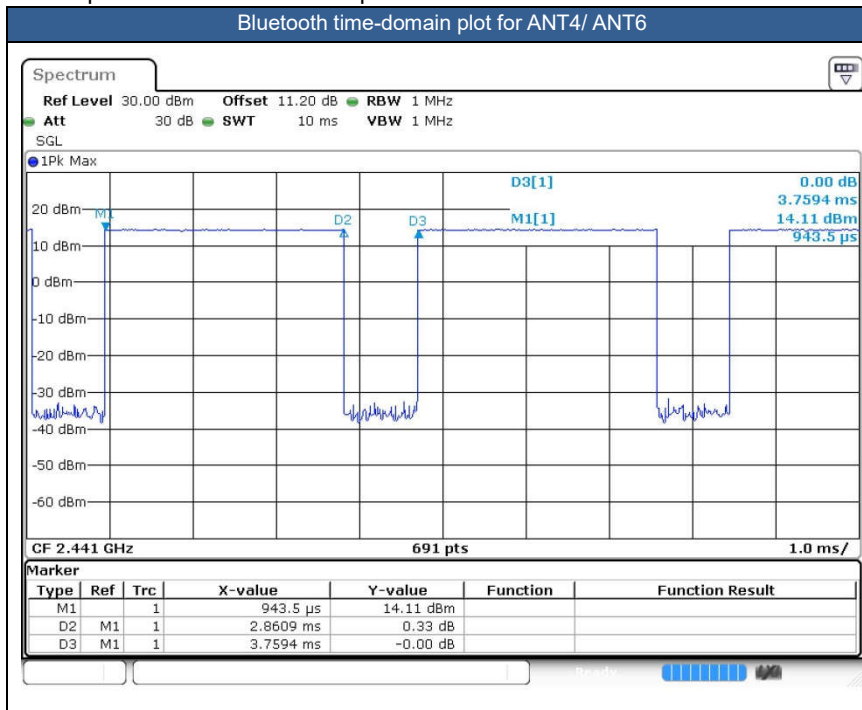 Bluetooth time-domain plot for ANT4/ ANT6
Spectrum
Ref Level 30.00 dBm Offset 11.20 dB RBW 1 MHz
Att 30 dB SWT 10 ms VBW 1 MHz
SGL
1Pk Max
D3[1] 0.00 dB
3.7594 ms
M1[1] 14.11 dBm
943.5 µs
M1
D2
D3
20 dBm
10 dBm
0 dBm
-10 dBm
-20 dBm
-30 dBm
-40 dBm
-50 dBm
-60 dBm
CF 2.441 GHz 691 pts 1.0 ms/
Marker
Type Ref Trc X-value Y-value Function Function Result
M1 1 943.5 µs 14.11 dBm
D2 M1 1 2.8609 ms 0.33 dB
D3 M1 1 3.7594 ms -0.00 dB
Ready